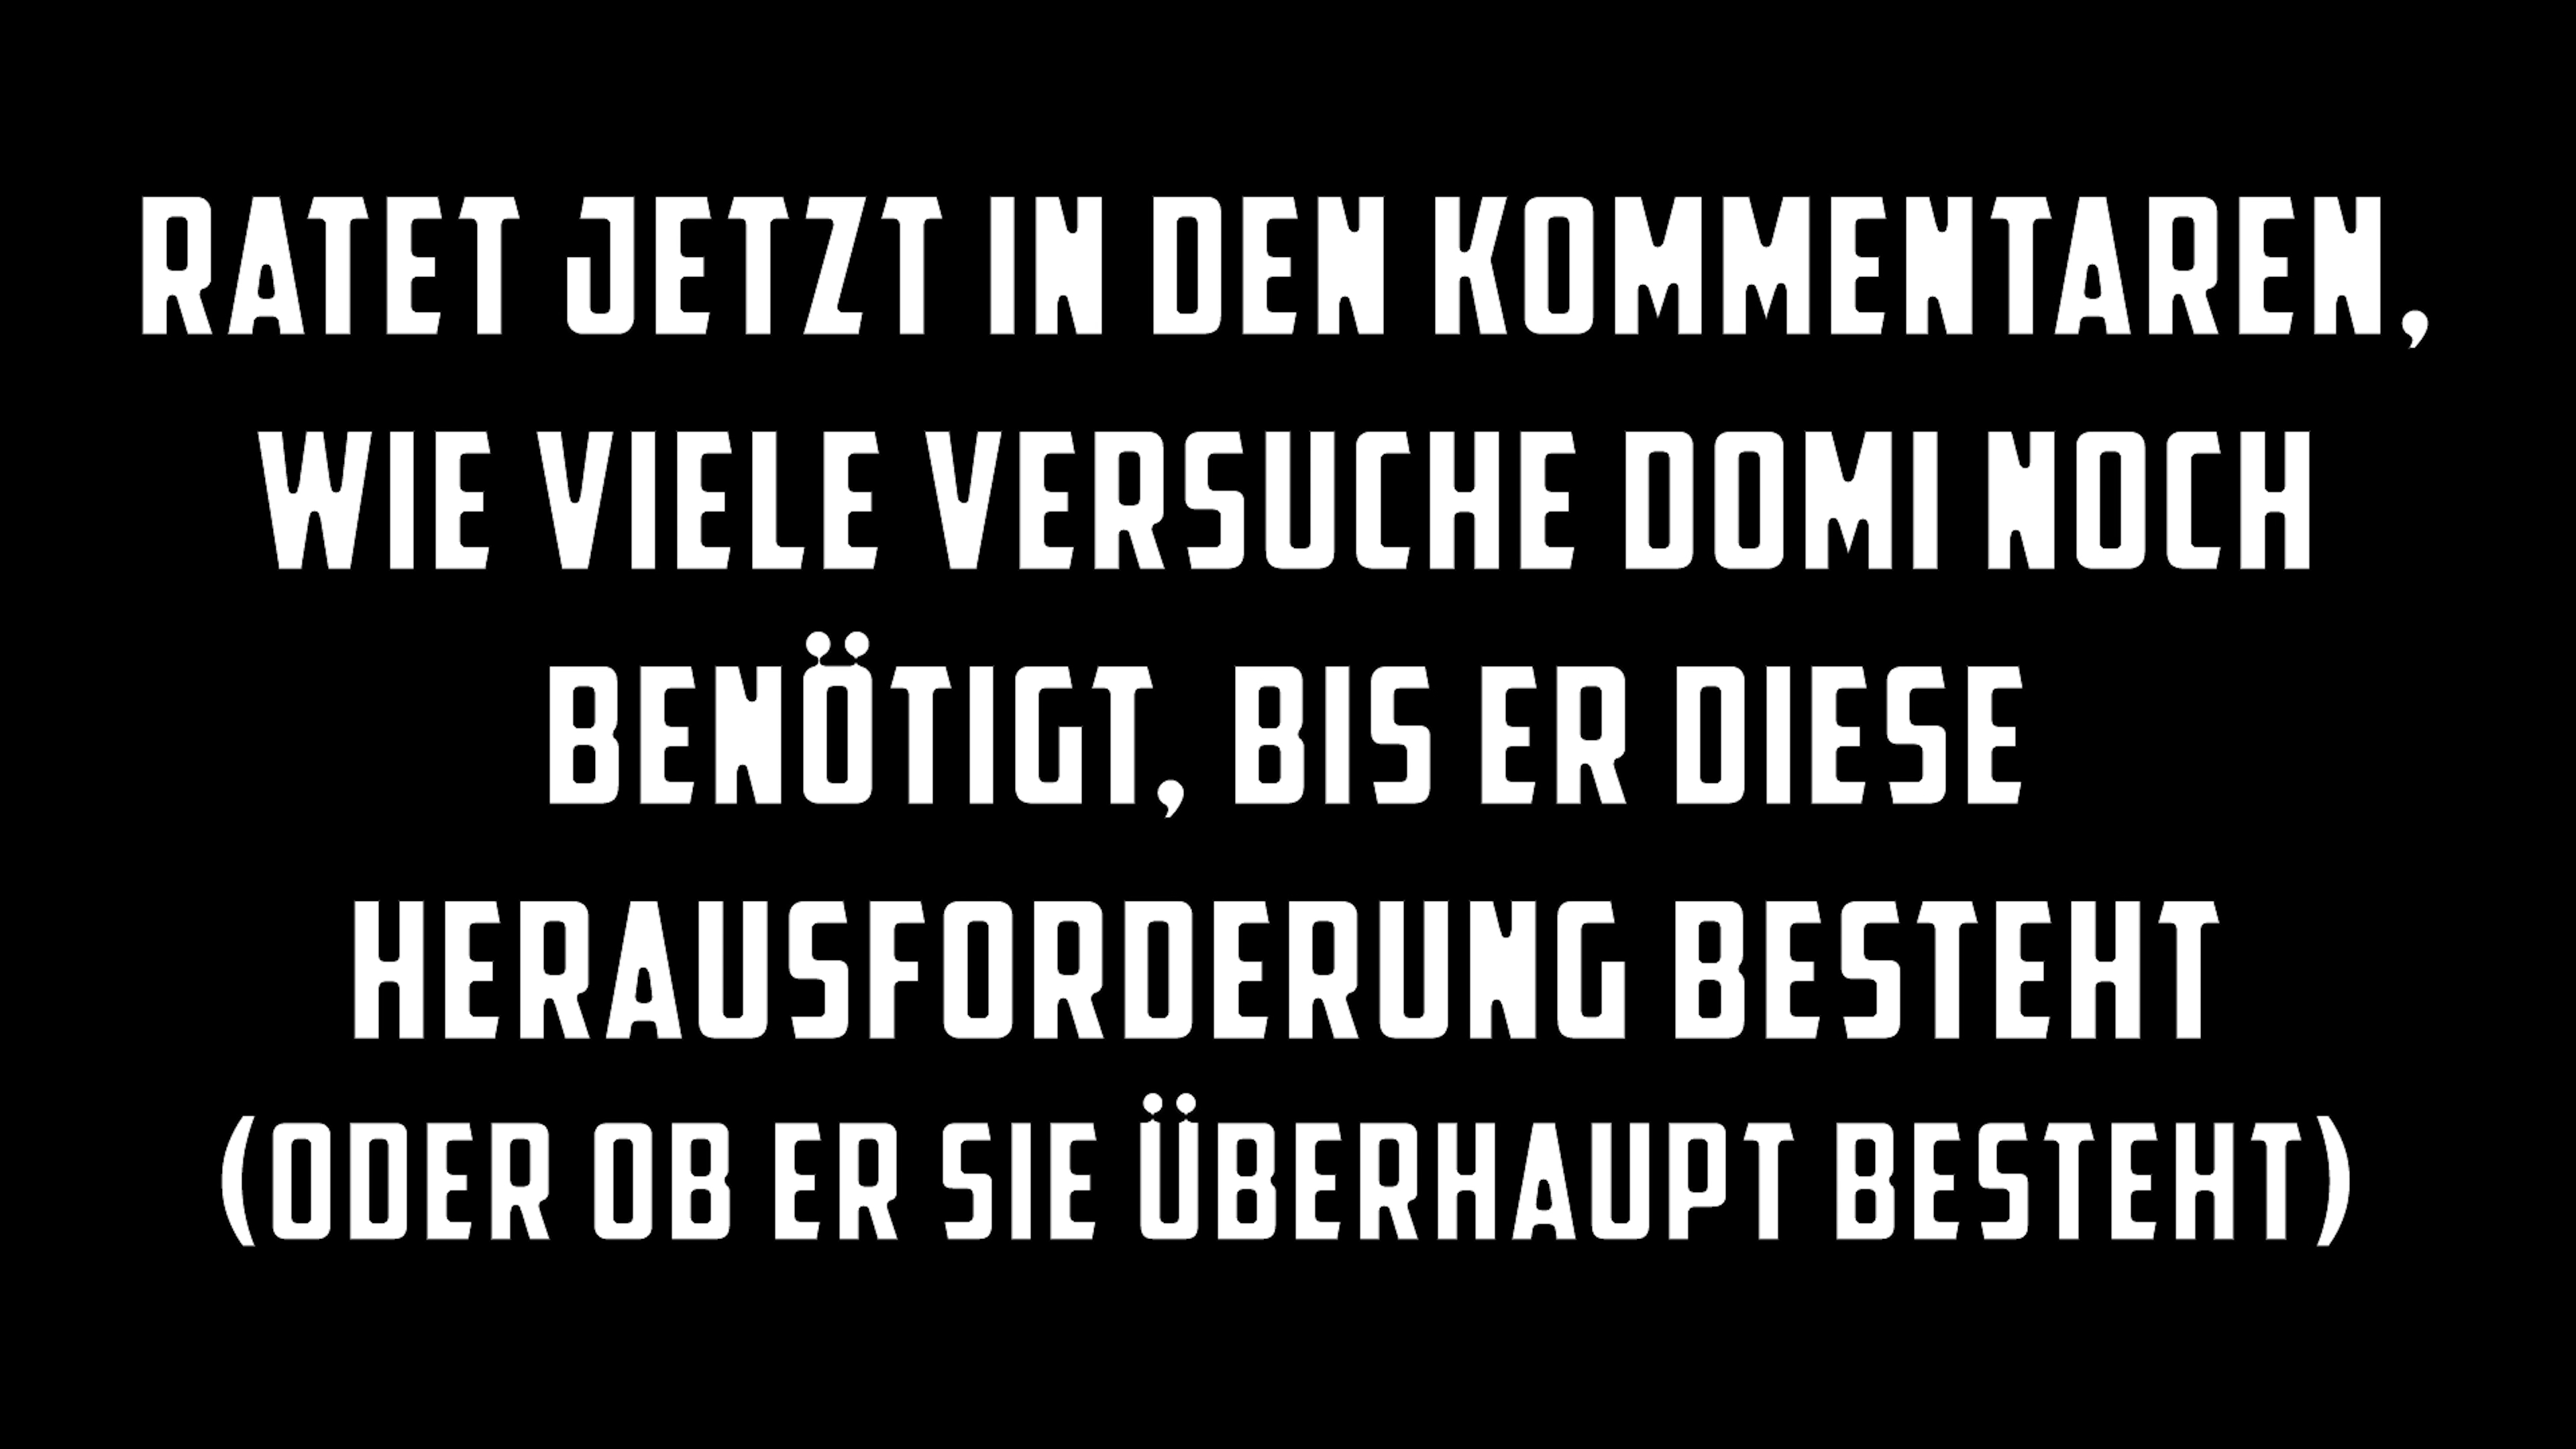 RATET JETZT IN DEN KOMMENTAREN,
WIE VIELE VERSUCHE DOMI NOCH
BENÖTIGT, BIS ER DIESE
HERAUSFORDERUNG BESTEHT
(ODER OB ER SIE ÜBERHAUPT BESTEHT)